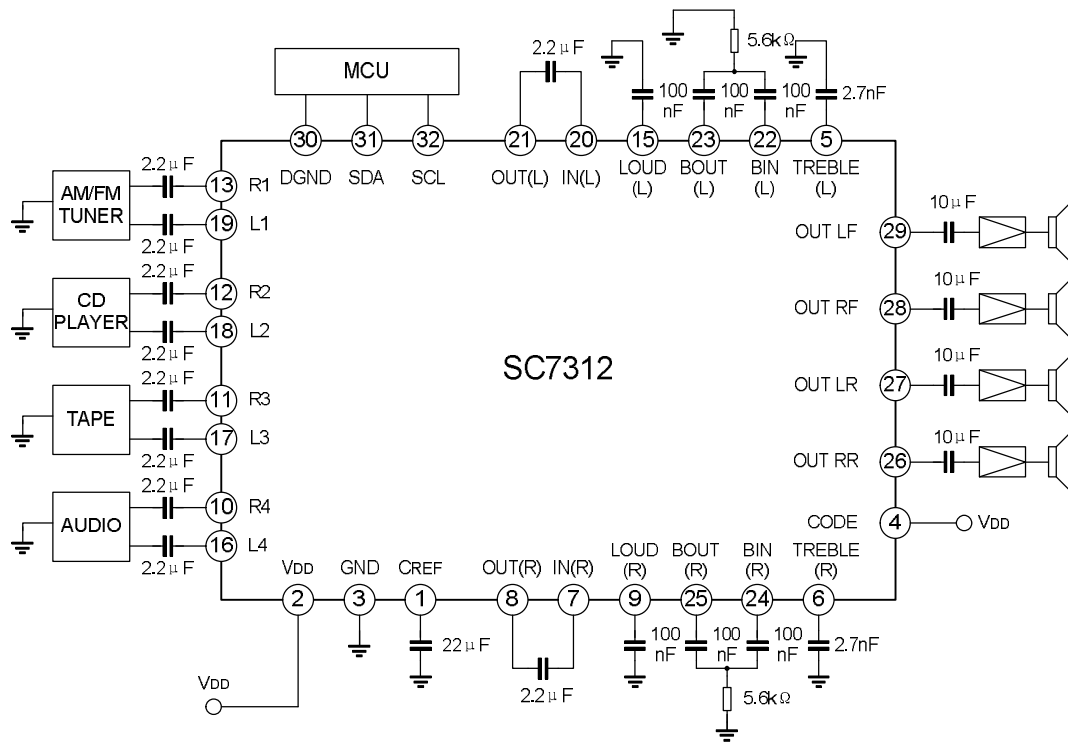 MCU
2.2μF
5.6kΩ
100
nF
100
nF
100
nF
2.7nF
30
31
32
21
20
15
23
22
5
DGND
SDA
SCL
OUT(L)
IN(L)
LOUD
(L)
BOUT
(L)
BIN
(L)
TREBLE
(L)
2.2μF
AM/FM
TUNER
13
R1
19
L1
2.2μF
2.2μF
CD
PLAYER
12
R2
18
L2
2.2μF
2.2μF
TAPE
11
R3
17
L3
2.2μF
2.2μF
AUDIO
10
R4
16
L4
2.2μF
SC7312
OUT LF
29
10μF
OUT RF
28
10μF
OUT LR
27
10μF
OUT RR
26
10μF
CODE
4
VDD
VDD
GND
CREF
OUT(R)
IN(R)
LOUD
(R)
BOUT
(R)
BIN
(R)
TREBLE
(R)
2
3
1
8
7
9
25
24
6
22μF
2.2μF
100
nF
100
nF
100
nF
2.7nF
5.6kΩ
VDD